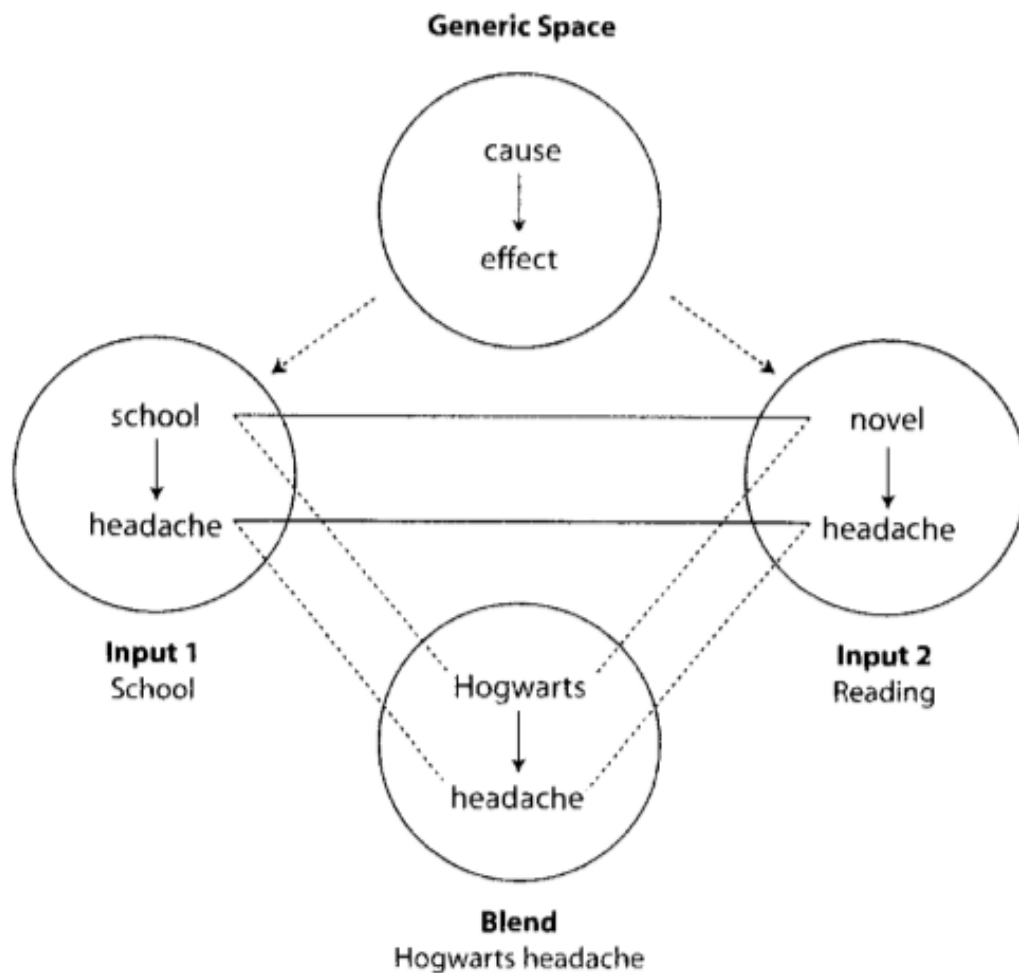 Generic Space
cause
effect
school
headache
novel
headache
Input 1
School
Input 2
Reading
Hogwarts
headache
Blend
Hogwarts headache